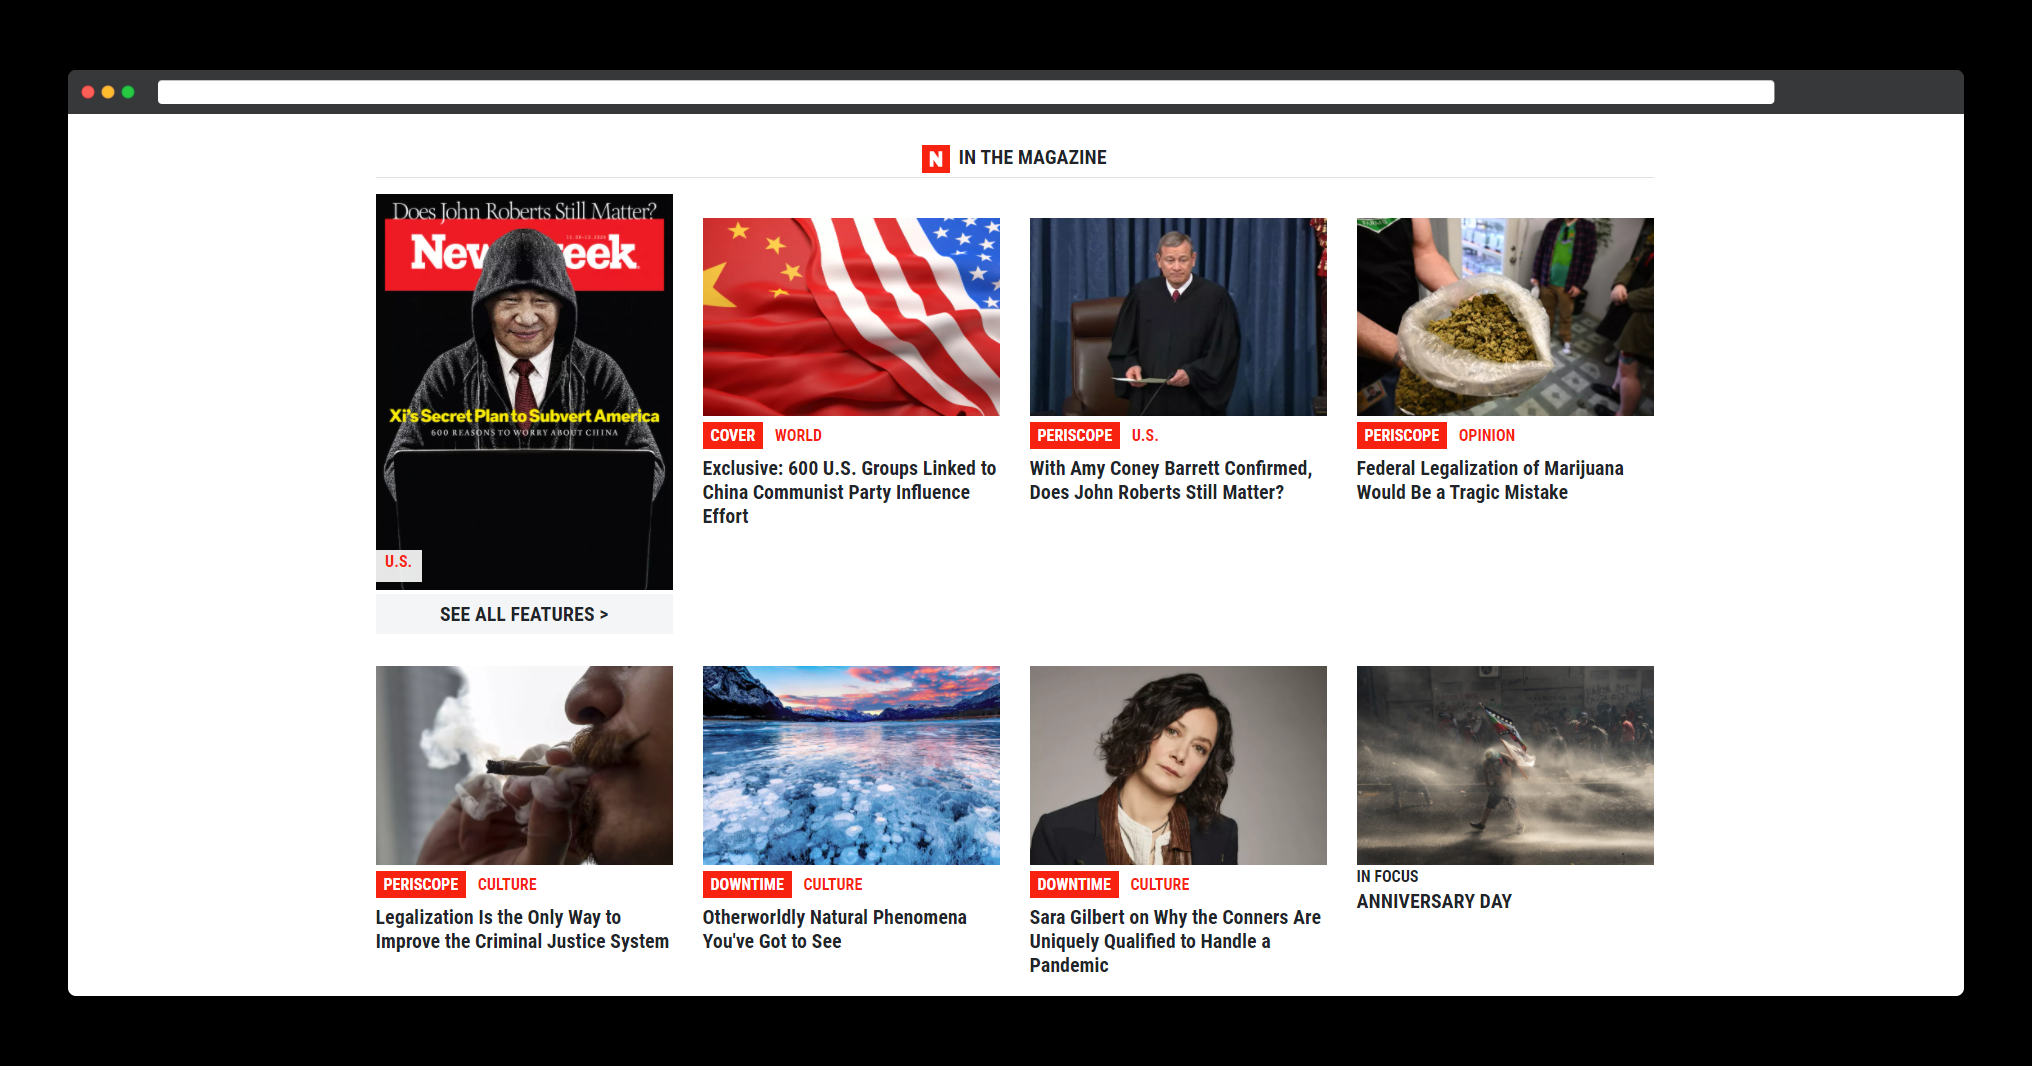 N IN THE MAGAZINE
Does John Roberts Still Matter?
New eek
Xi's Secret Plan to Subvert America
600 REASONS TO WORRY ABOUT CHINA
U.S.
SEE ALL FEATURES >
COVER WORLD
Exclusive: 600 U.S. Groups Linked to
China Communist Party Influence
Effort
PERISCOPE U.S.
With Amy Coney Barrett Confirmed,
Does John Roberts Still Matter?
PERISCOPE OPINION
Federal Legalization of Marijuana
Would Be a Tragic Mistake
PERISCOPE CULTURE
Legalization Is the Only Way to
Improve the Criminal Justice System
DOWNTIME CULTURE
Otherworldly Natural Phenomena
You've Got to See
DOWNTIME CULTURE
Sara Gilbert on Why the Conners Are
Uniquely Qualified to Handle a
Pandemic
IN FOCUS
ANNIVERSARY DAY